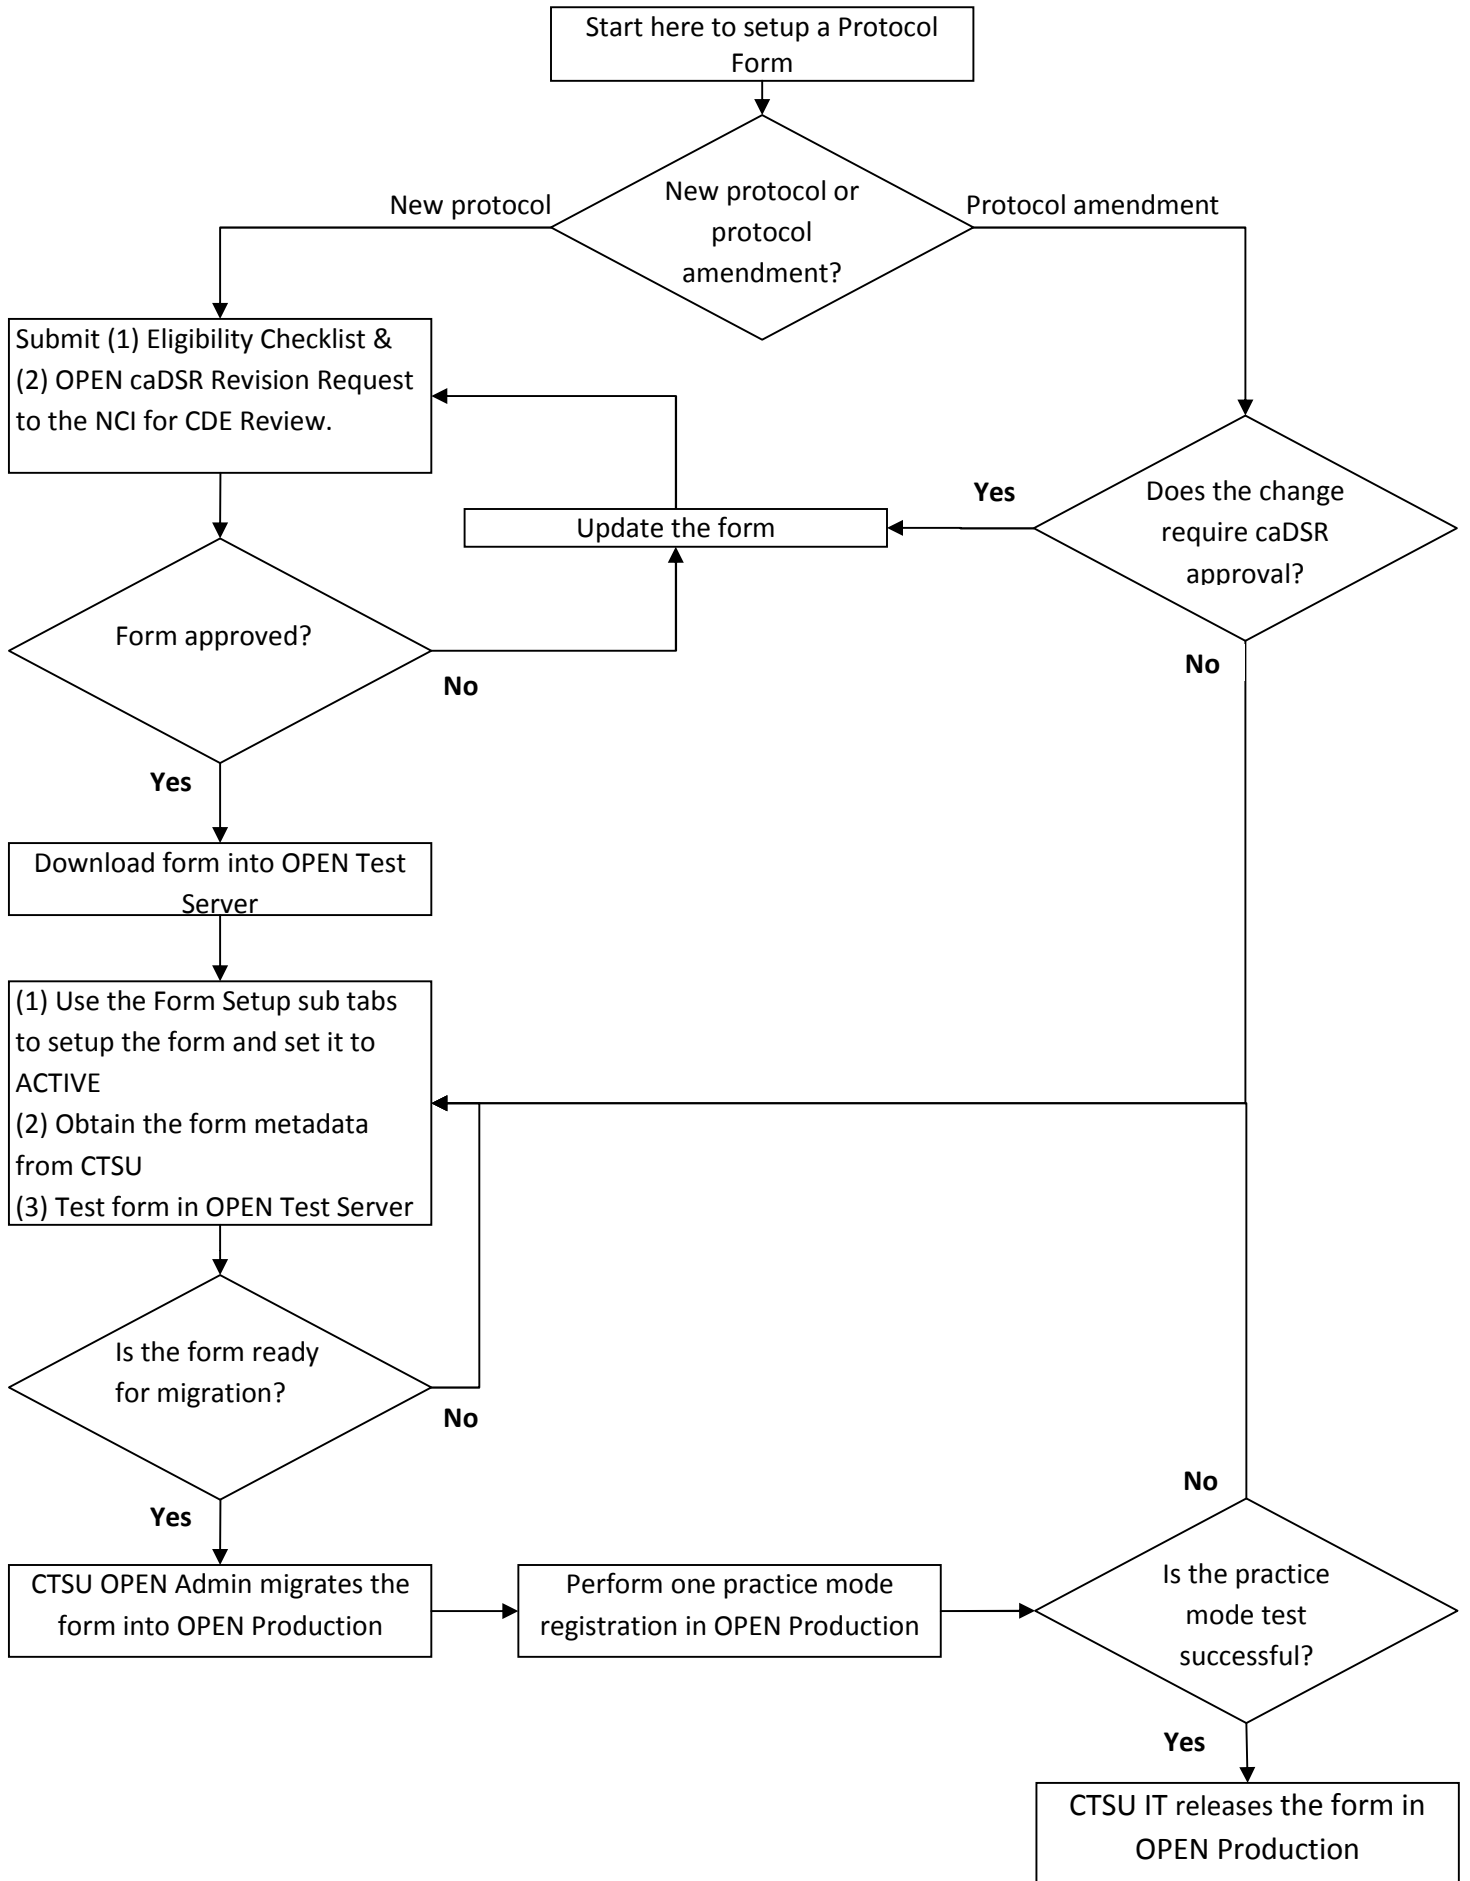 Start here to setup a Protocol
Form
New protocol or
protocol
amendment?
New protocol
Protocol amendment
Submit (1) Eligibility Checklist &
(2) OPEN caDSR Revision Request
to the NCI for CDE Review.
Update the form
Yes
Does the change
require caDSR
approval?
Form approved?
No
No
Yes
Download form into OPEN Test
Server
(1) Use the Form Setup sub tabs
to setup the form and set it to
ACTIVE
(2) Obtain the form metadata
from CTSU
(3) Test form in OPEN Test Server
Is the form ready
for migration?
No
Yes
No
CTSU OPEN Admin migrates the
form into OPEN Production
Perform one practice mode
registration in OPEN Production
Is the practice
mode test
successful?
Yes
CTSU IT releases the form in
OPEN Production